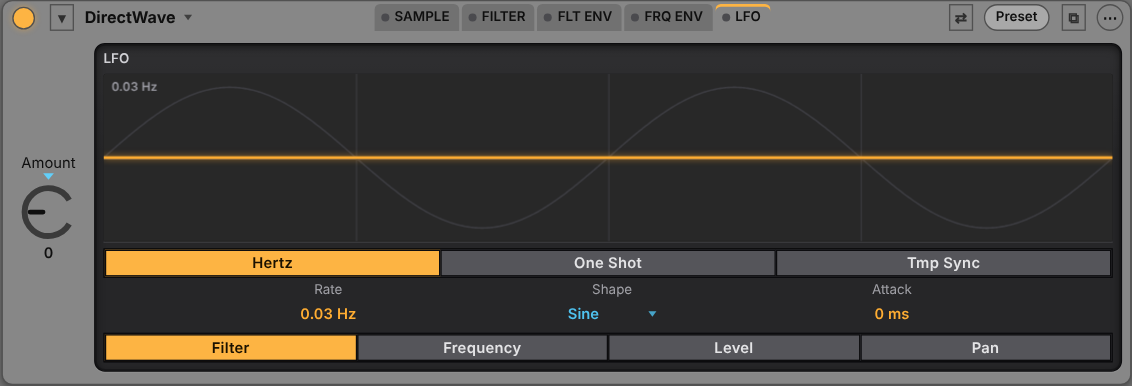 DirectWave
SAMPLE
FILTER
FLT ENV
FRQ ENV
LFO
Preset
LFO
0.03 Hz
Amount
0
Hertz
One Shot
Tmp Sync
Rate
Shape
Attack
0.03 Hz
Sine
0 ms
Filter
Frequency
Level
Pan